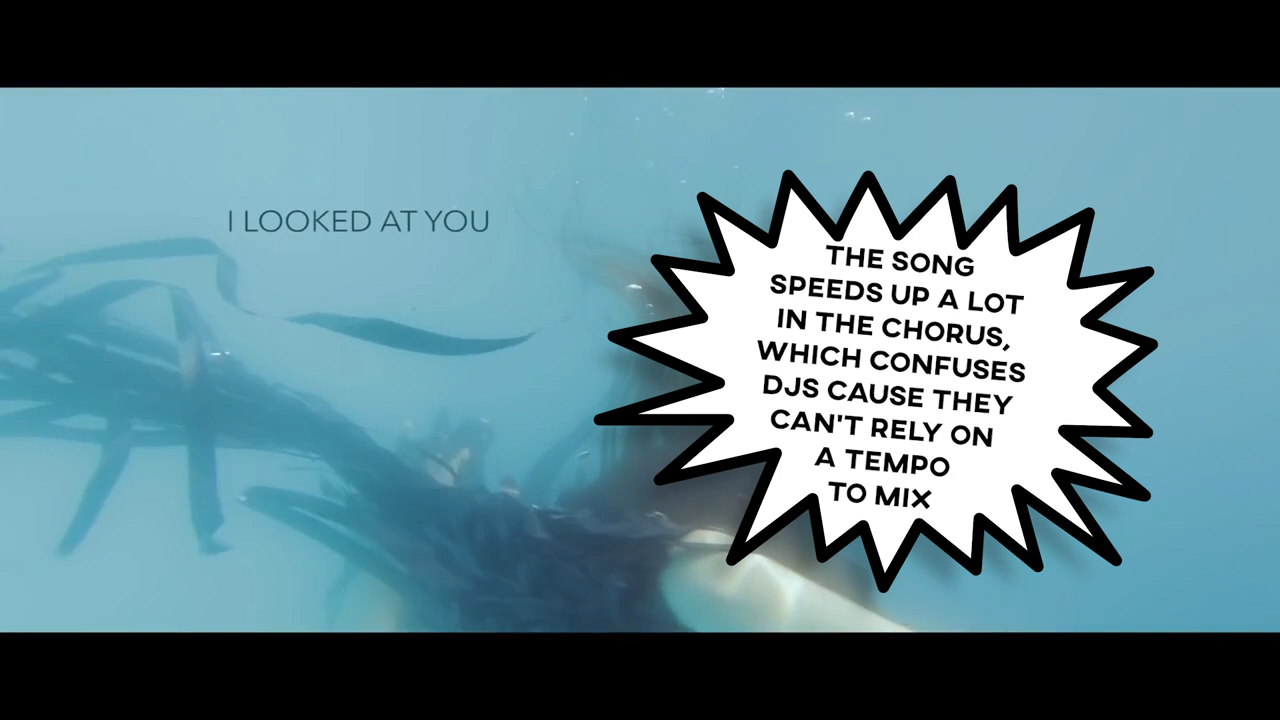 I LOOKED AT YOU
THE SONG
SPEEDS UP A LOT
IN THE CHORUS,
WHICH CONFUSES
DJS CAUSE THEY
CAN'T RELY ON
A TEMPO
TO MIX